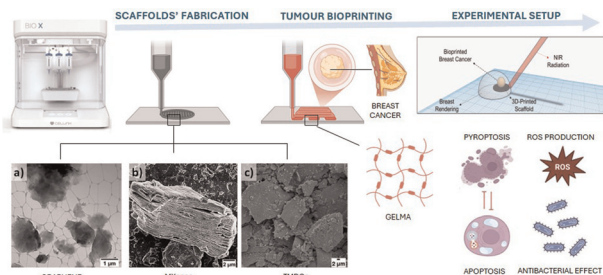 BIO X
SCAFFOLDS' FABRICATION
TUMOUR BIOPRINTING
EXPERIMENTAL SETUP
CELLINK
BREAST
CANCER
Bioprinted
Breast Cancer
NIR
Radiation
Breast
Rendering
3D-Printed
Scaffold
a)
1 µm
b)
2 µm
c)
2 µm
GELMA
PYROPTOSIS
ROS PRODUCTION
ROS
APOPTOSIS
ANTIBACTERIAL EFFECT